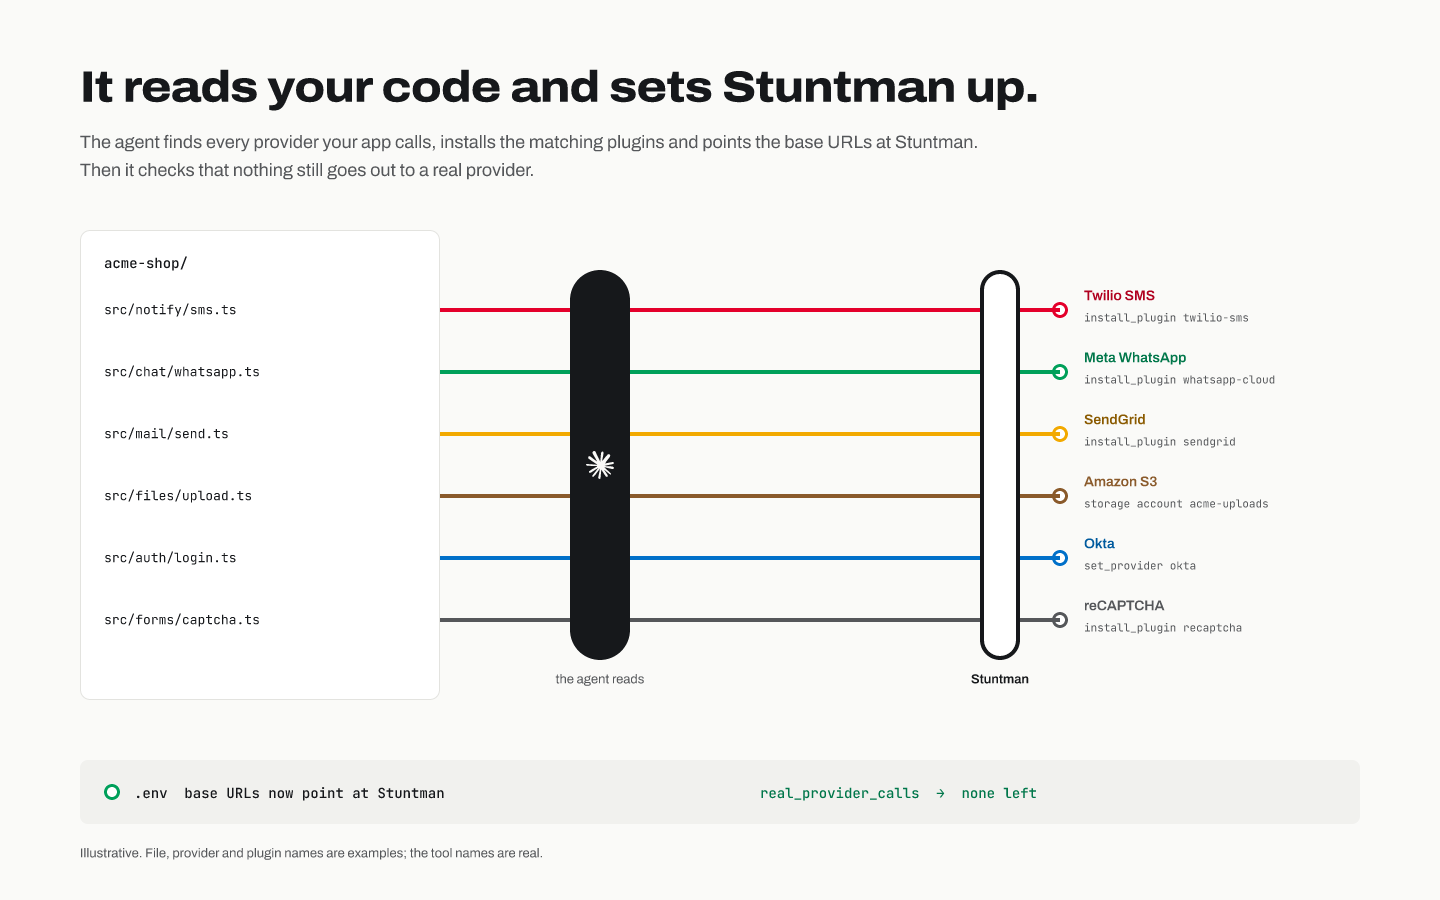 It reads your code and sets Stuntman up.
The agent finds every provider your app calls, installs the matching plugins and points the base URLs at Stuntman.
Then it checks that nothing still goes out to a real provider.
acme-shop/
src/notify/sms.ts
src/chat/whatsapp.ts
src/mail/send.ts
src/files/upload.ts
src/auth/login.ts
src/forms/captcha.ts
the agent reads
Stuntman
Twilio SMS
install_plugin twilio-sms
Meta WhatsApp
install_plugin whatsapp-cloud
SendGrid
install_plugin sendgrid
Amazon S3
storage account acme-uploads
Okta
set_provider okta
reCAPTCHA
install_plugin recaptcha
.env base URLs now point at Stuntman
real_provider_calls → none left
Illustrative. File, provider and plugin names are examples; the tool names are real.